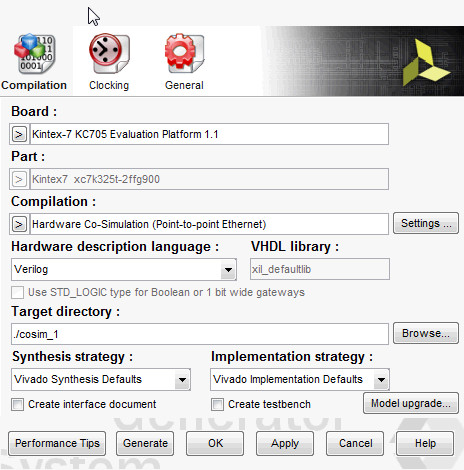 Compilation
Clocking
General
Board :
> Kintex-7 KC705 Evaluation Platform 1.1
Part :
> Kintex7 xc7k325t-2ffg900
Compilation :
> Hardware Co-Simulation (Point-to-point Ethernet) Settings ...
Hardware description language : VHDL library :
Verilog xil_defaultlib
Use STD_LOGIC type for Boolean or 1 bit wide gateways
Target directory :
./cosim_1 Browse...
Synthesis strategy : Implementation strategy :
Vivado Synthesis Defaults Vivado Implementation Defaults
Create interface document Create testbench Model upgrade...
Generator
Performance Tips Generate OK Apply Cancel Help
System